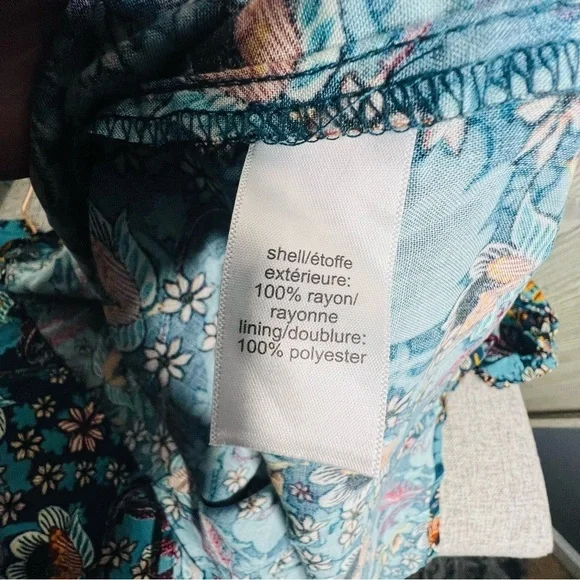 shell/étoffe
extérieure:
100% rayon/
rayonne
lining/doublure:
100% polyester